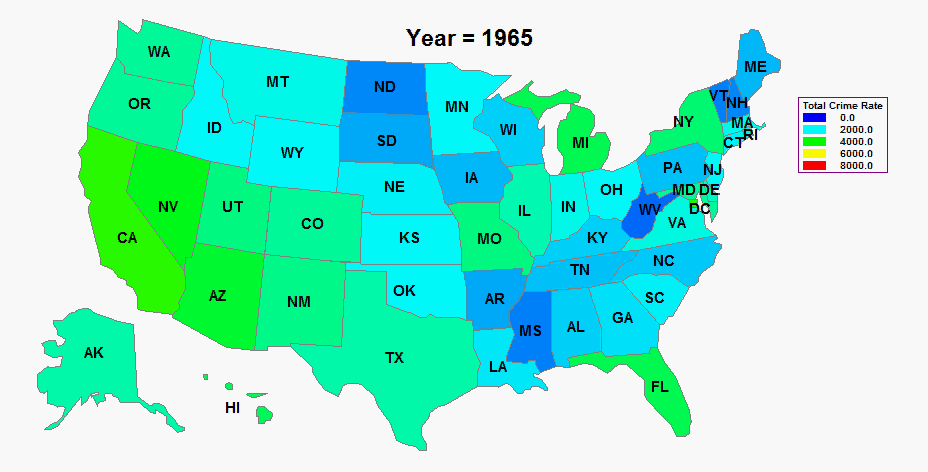 Year = 1965
WA
MT
ND
MN
ME
VT
NH
OR
ID
SD
WI
NY
MA
RI
MI
CT
WY
IA
PA
NJ
NE
OH
MD
DE
NV
UT
CO
KS
MO
IL
IN
WV
DC
VA
CA
KY
NC
TN
AZ
NM
OK
AR
SC
MS
AL
GA
AK
TX
LA
FL
HI
Total Crime Rate
0.0
2000.0
4000.0
6000.0
8000.0